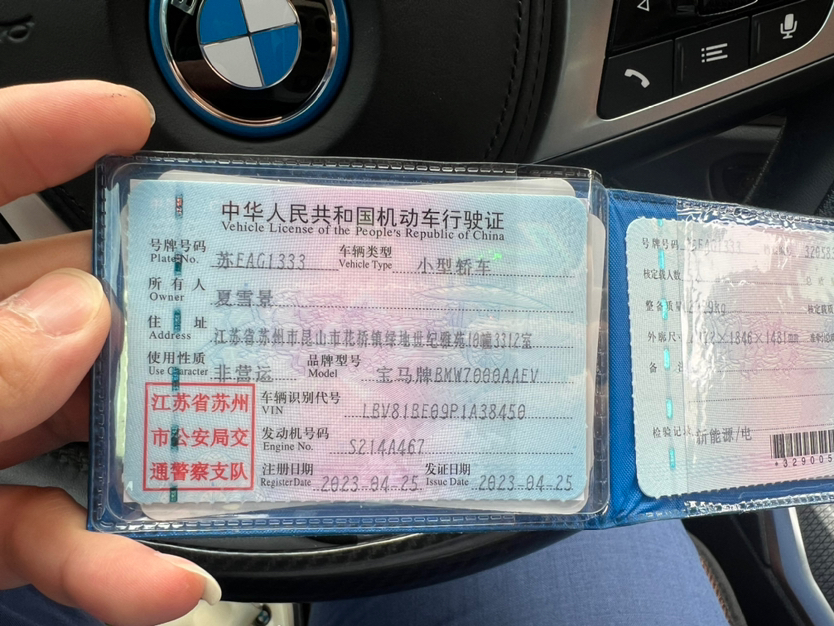 中华人民共和国机动车行驶证
Vehicle License of the People's Republic of China
号牌号码 苏EAG1333 车辆类型 小型轿车
Plate No. Vehicle Type
所有人 夏雪景
Owner
住址 江苏省苏州市昆山市花桥镇绿地世纪雅苑10幢3312室
Address
使用性质 非营运 品牌型号 宝马牌BMW7000AAEV
Use Character Model
江苏省苏州
市公安局交
通警察支队
车辆识别代号 LBV81BE09P1A38450
VIN
发动机号码 S214A467
Engine No.
注册日期 2023-04-25 发证日期 2023-04-25
Register Date Issue Date
号牌号码
核定载人数
整备质量
外廓尺 ×1846×1481mm
备
检验记 新能源/电